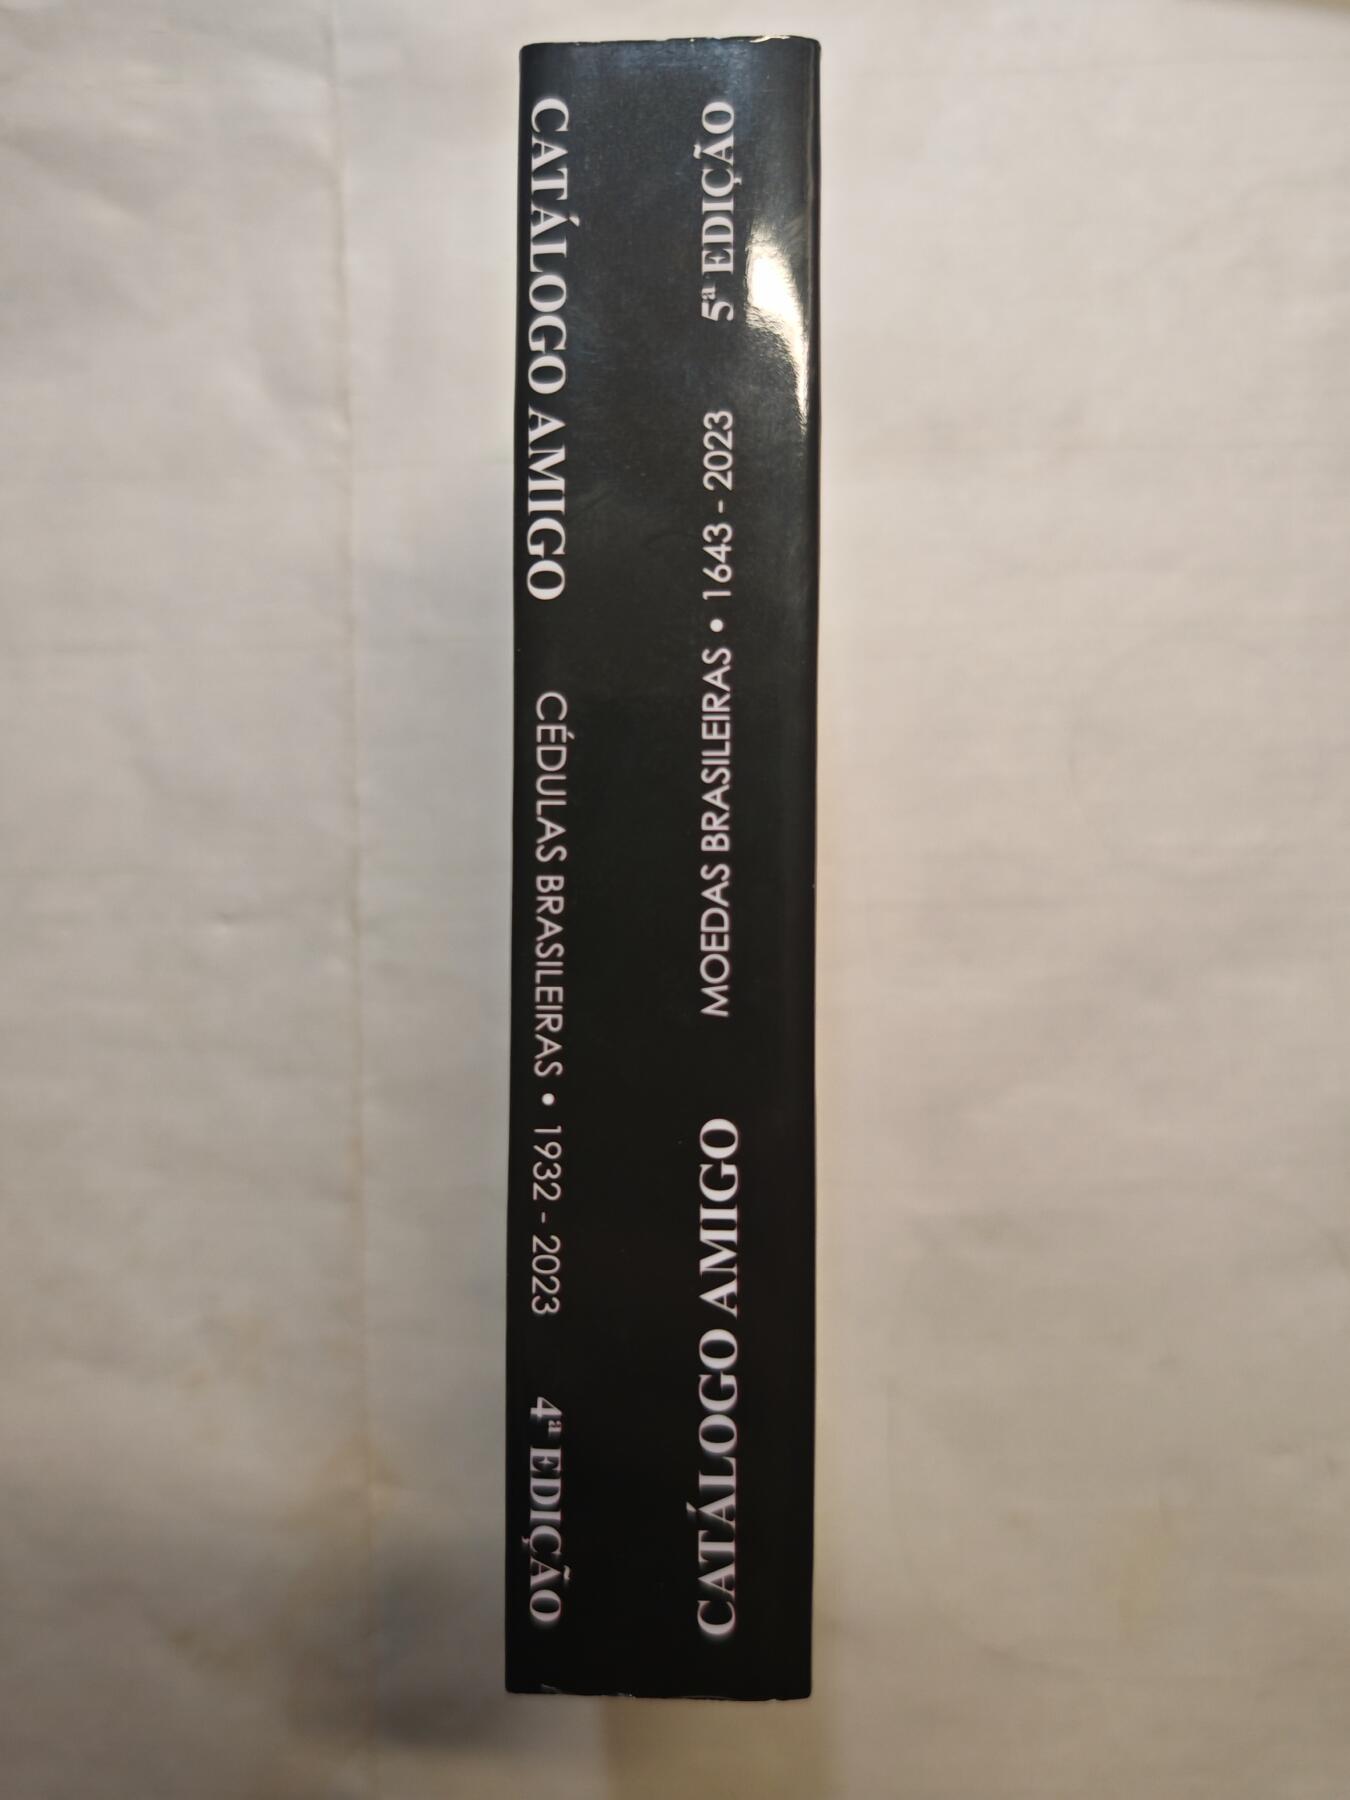 CATÁLOGO AMIGO CÉDULAS BRASILEIRAS • 1932 - 2023 4ª EDIÇÃO
CATÁLOGO AMIGO MOEDAS BRASILEIRAS • 1643 - 2023 5ª EDIÇÃO